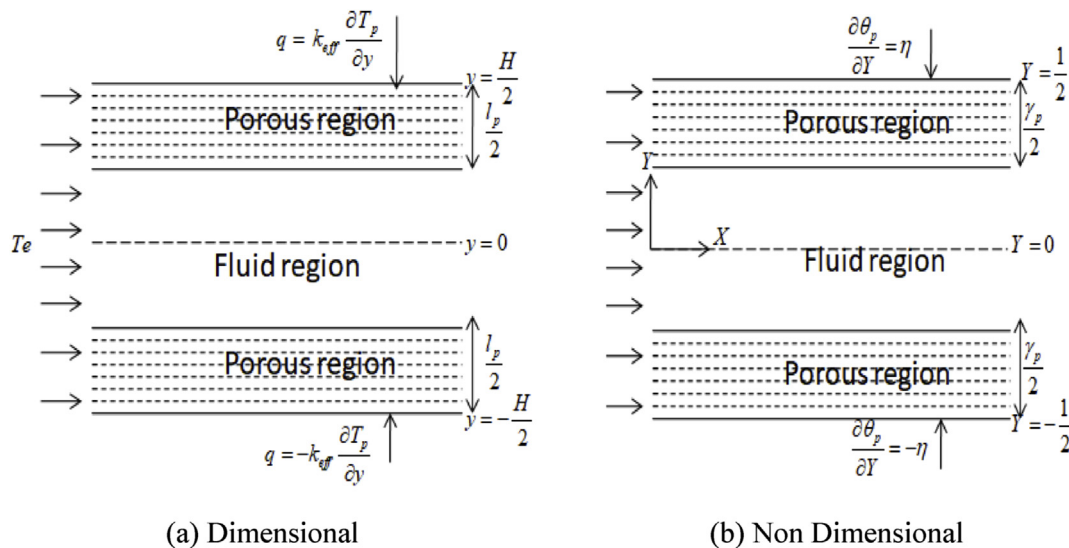 q = k_eff ∂T_p/∂y
y = H/2
Porous region
l_p/2
Te
y = 0
Fluid region
Porous region
l_p/2
y = -H/2
q = -k_eff ∂T_p/∂y
(a) Dimensional
∂θ_p/∂Y = η
Y = 1/2
Porous region
γ_p/2
Y
X
Y = 0
Fluid region
Porous region
γ_p/2
Y = -1/2
∂θ_p/∂Y = -η
(b) Non Dimensional